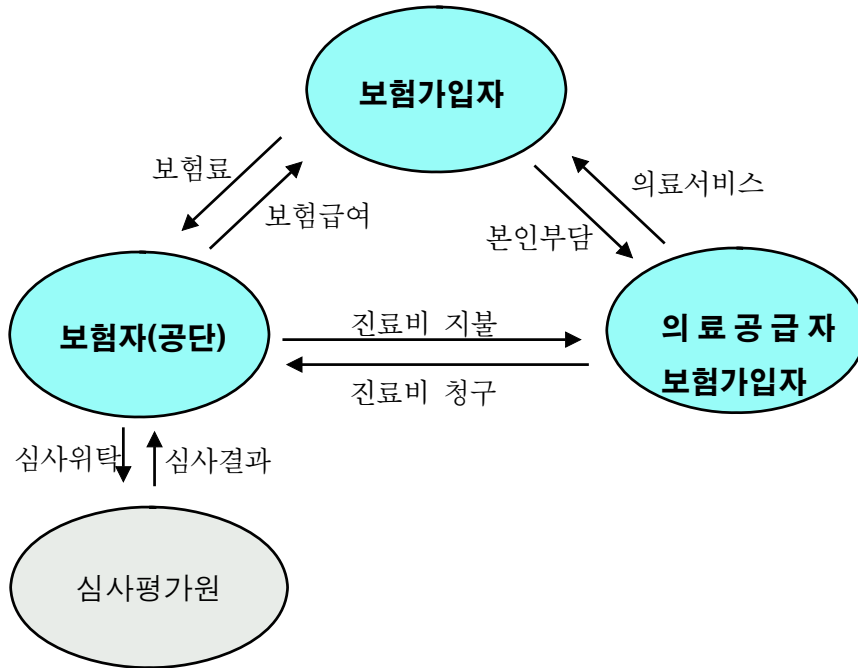 보험가입자
보험료
의료서비스
보험급여
본인부담
보험자(공단)
진료비 지불
의 료 공 급 자
보험가입자
진료비 청구
심사위탁
심사결과
심사평가원